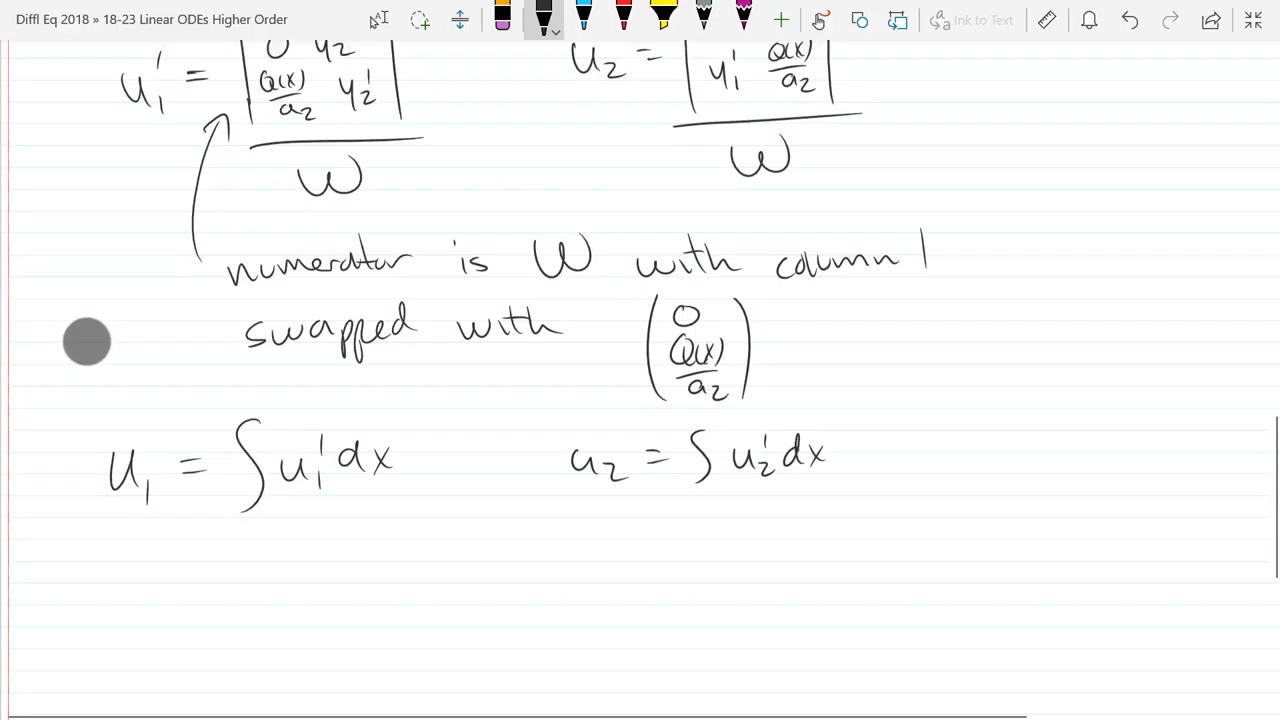 Diffl Eq 2018 » 18-23 Linear ODEs Higher Order
Ink to Text
u₁' = | 0 y₂ ; Q(x)/a₂ y₂' | / W    u₂ = | y₁' Q(x)/a₂ | / W
numerator is W with column 1
swapped with ( 0 ; Q(x)/a₂ )
u₁ = ∫ u₁' dx    u₂ = ∫ u₂' dx